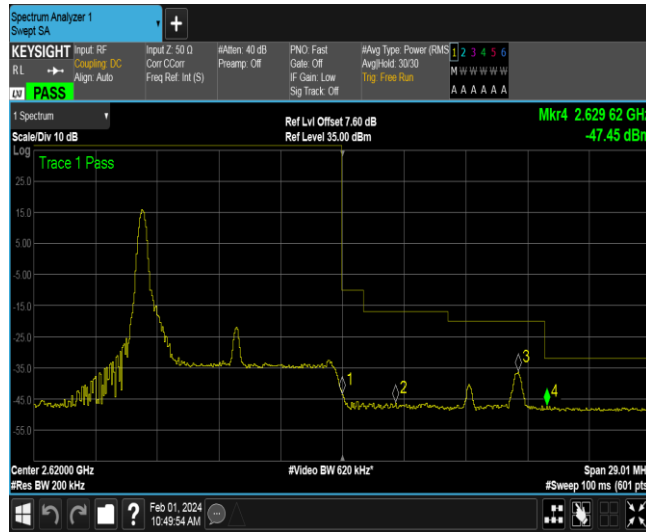 Spectrum Analyzer 1
Swept SA
+
KEYSIGHT
RL
LXI PASS
Input: RF
Coupling: DC
Align: Auto
Input Z: 50 Ω
Corr CCorr
Freq Ref: Int (S)
#Atten: 40 dB
Preamp: Off
PNO: Fast
Gate: Off
IF Gain: Low
Sig Track: Off
#Avg Type: Power (RMS
Avg|Hold: 30/30
Trig: Free Run
1 2 3 4 5 6
M W W W W W
A A A A A A
1 Spectrum
Scale/Div 10 dB
Ref Lvl Offset 7.60 dB
Ref Level 35.00 dBm
Mkr4 2.629 62 GHz
-47.45 dBm
Log
Trace 1 Pass
25.0
15.0
5.00
-5.00
-15.0
-25.0
-35.0
-45.0
-55.0
1
2
3
4
Center 2.62000 GHz
#Res BW 200 kHz
#Video BW 620 kHz*
Span 29.01 MH
#Sweep 100 ms (601 pts
?
Feb 01, 2024
10:49:54 AM